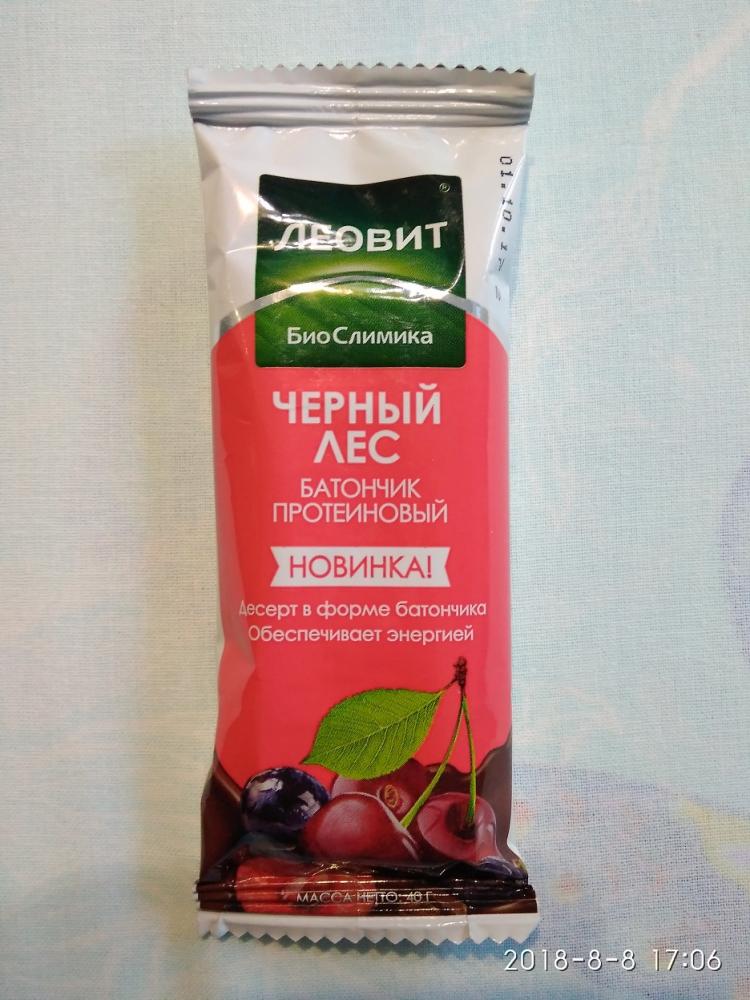 ЛЕОВИТ
®
БиоСлимика
ЧЕРНЫЙ
ЛЕС
БАТОНЧИК
ПРОТЕИНОВЫЙ
НОВИНКА!
Десерт в форме батончика
Обеспечивает энергией
МАССА НЕТТО: 40 Г
2018-8-8 17:06